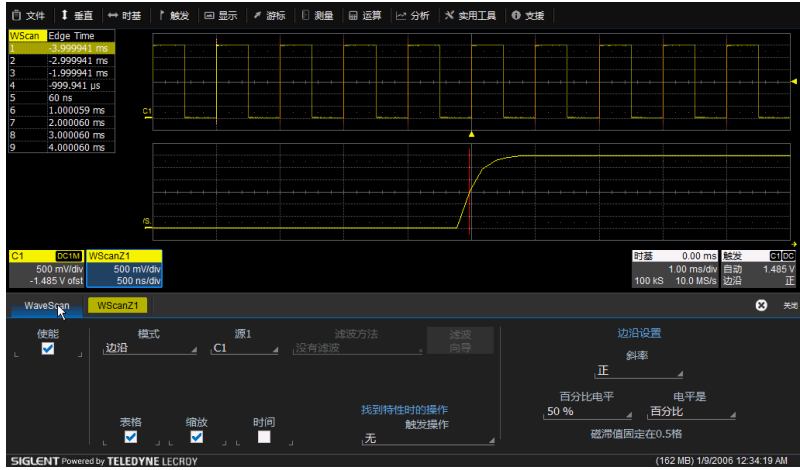 文件 垂直 时基 触发 显示 游标 测量 运算 分析 实用工具 支援
WScan Edge Time
1 -3.999941 ms
2 -2.999941 ms
3 -1.999941 ms
4 -999.941 µs
5 60 ns
6 1.000059 ms
7 2.000060 ms
8 3.000060 ms
9 4.000060 ms
C1
C1 DC1M
500 mV/div
-1.485 V ofst
WScanZ1
500 mV/div
500 ns/div
时基 0.00 ms
1.00 ms/div
100 kS 10.0 MS/s
触发 C1 DC
自动 1.485 V
边沿 正
WaveScan WScanZ1 关闭
使能 模式 源1 滤波方法 滤波向导 边沿设置
边沿 C1 没有滤波
斜率
正
百分比电平 电平是
50 % 百分比
磁滞值固定在0.5格
找到特性时的操作
表格 缩放 时间 触发操作
无
SIGLENT Powered by TELEDYNE LECROY (162 MB) 1/9/2006 12:34:19 AM